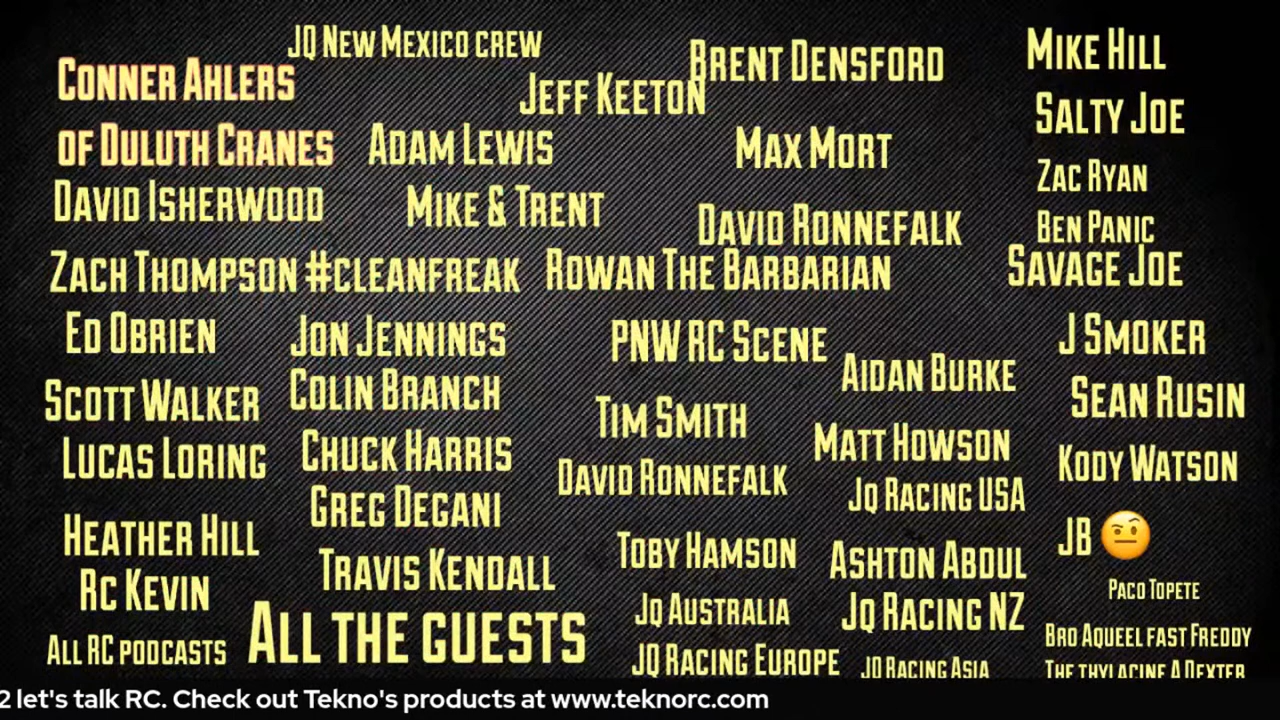 JQ New Mexico crew
Conner Ahlers
of Duluth Cranes
Brent Densford
Mike Hill
Jeff Keeton
Salty Joe
Adam Lewis
Max Mort
Zac Ryan
David Isherwood
Mike & Trent
David Ronnefalk
Ben Panic
Zach Thompson #cleanfreak
Rowan The Barbarian
Savage Joe
Ed Obrien
Jon Jennings
PNW RC Scene
J Smoker
Aidan Burke
Scott Walker
Colin Branch
Sean Rusin
Tim Smith
Lucas Loring
Chuck Harris
Matt Howson
Kody Watson
David Ronnefalk
Greg Degani
Jq Racing USA
Heather Hill
JB 🤨
Toby Hamson
Ashton Aboul
Travis Kendall
Rc Kevin
Paco Topete
Jq Australia
Jq Racing NZ
All RC podcasts
All the guests
Bro Aqueel fast Freddy
JQ Racing Europe
JQ Racing Asia
The thylacine A Dexter
2 let's talk RC. Check out Tekno's products at www.teknorc.com